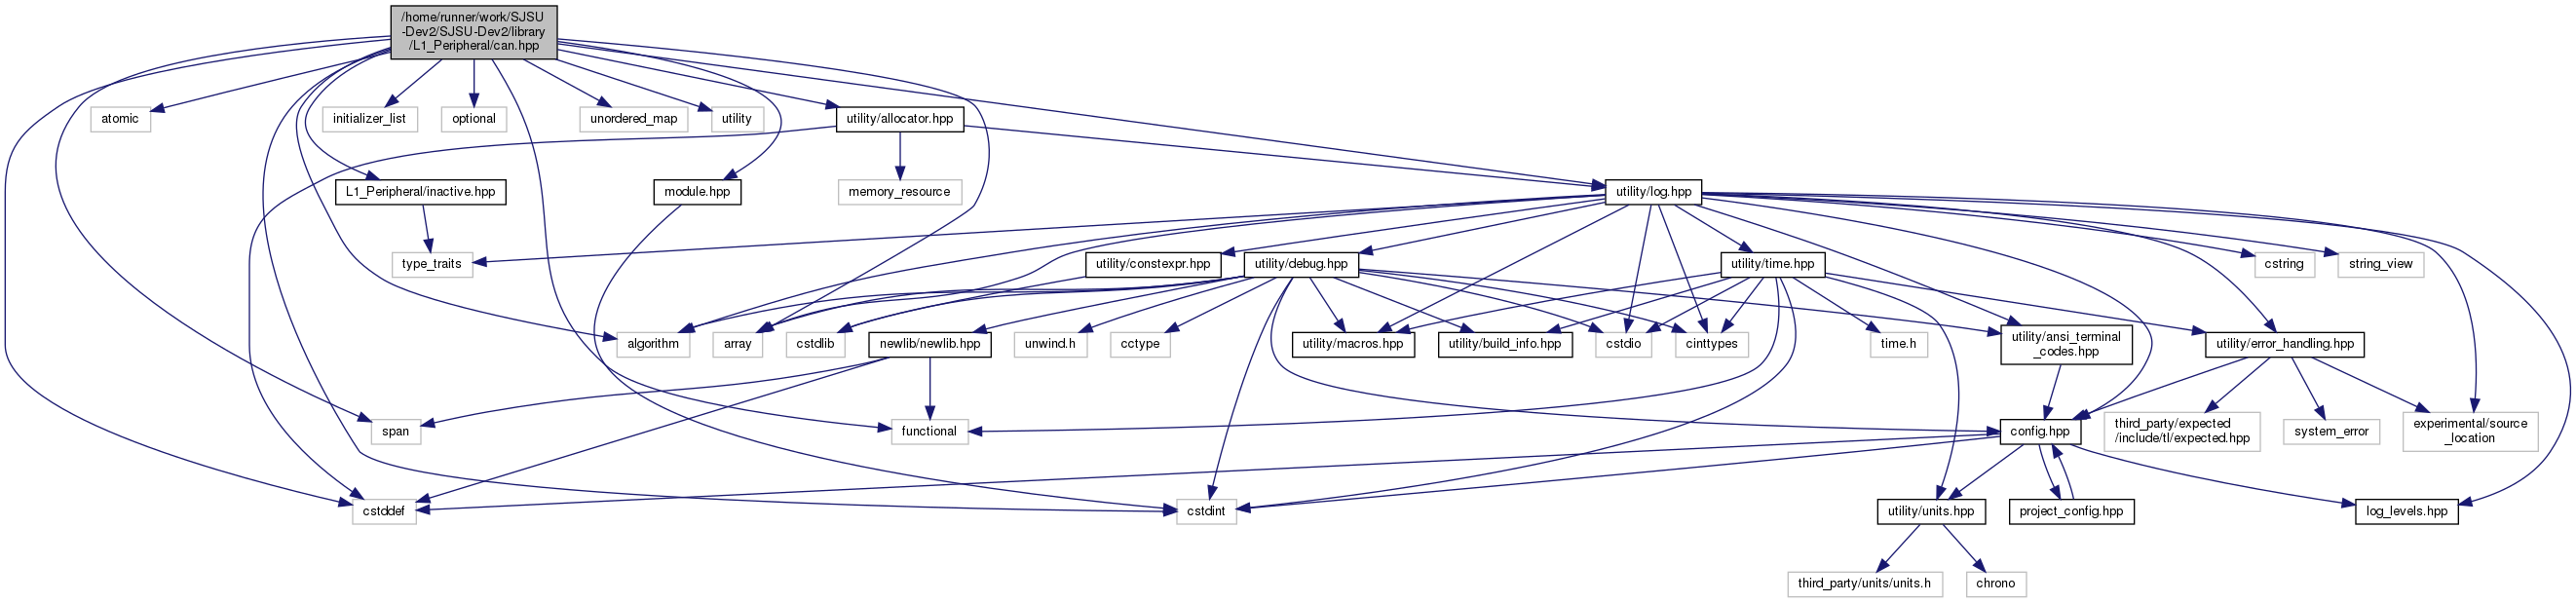 /home/runner/work/SJSU
-Dev2/SJSU-Dev2/library
/L1_Peripheral/can.hpp
atomic
initializer_list
optional
unordered_map
utility
utility/allocator.hpp
L1_Peripheral/inactive.hpp
module.hpp
memory_resource
utility/log.hpp
type_traits
utility/constexpr.hpp
utility/debug.hpp
utility/time.hpp
cstring
string_view
algorithm
array
cstdlib
newlib/newlib.hpp
unwind.h
cctype
utility/macros.hpp
utility/build_info.hpp
cstdio
cinttypes
time.h
utility/ansi_terminal
_codes.hpp
utility/error_handling.hpp
span
functional
config.hpp
third_party/expected
/include/tl/expected.hpp
system_error
experimental/source
_location
cstddef
cstdint
utility/units.hpp
project_config.hpp
log_levels.hpp
third_party/units/units.h
chrono